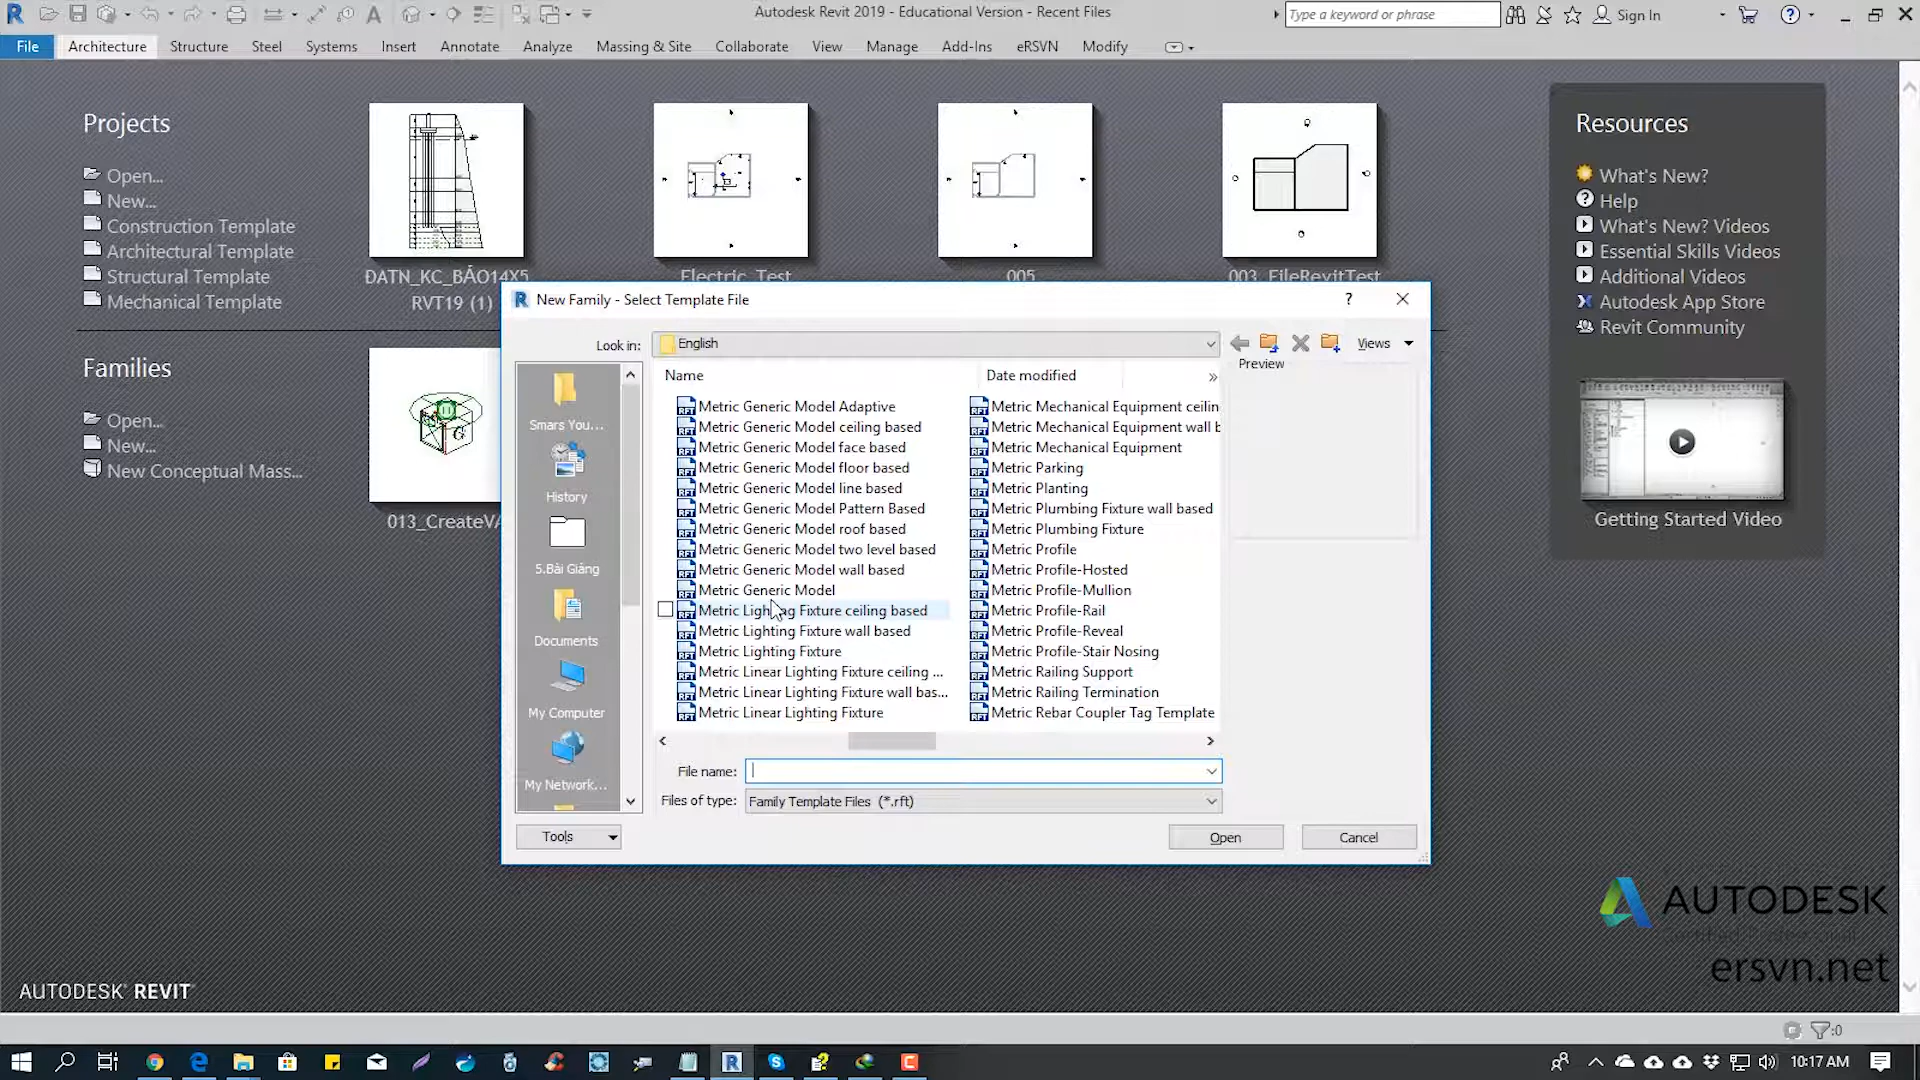 Autodesk Revit 2019 - Educational Version - Recent Files
Type a keyword or phrase
Sign In
File Architecture Structure Steel Systems Insert Annotate Analyze Massing & Site Collaborate View Manage Add-Ins eRSVN Modify
Projects
Open...
New...
Construction Template
Architectural Template
Structural Template
Mechanical Template
ĐATN_KC_BẢO14X5
RVT19 (1)
Electric_Test
005
003_FileRevitTest
Families
Open...
New...
New Conceptual Mass...
013_CreateVA
Resources
What's New?
Help
What's New? Videos
Essential Skills Videos
Additional Videos
Autodesk App Store
Revit Community
Getting Started Video
New Family - Select Template File
Look in: English
Views
Preview
Name
Date modified
Smars You...
History
5.Bài Giảng
Documents
My Computer
My Network...
Metric Generic Model Adaptive
Metric Generic Model ceiling based
Metric Generic Model face based
Metric Generic Model floor based
Metric Generic Model line based
Metric Generic Model Pattern Based
Metric Generic Model roof based
Metric Generic Model two level based
Metric Generic Model wall based
Metric Generic Model
Metric Lighting Fixture ceiling based
Metric Lighting Fixture wall based
Metric Lighting Fixture
Metric Linear Lighting Fixture ceiling ...
Metric Linear Lighting Fixture wall bas...
Metric Linear Lighting Fixture
Metric Mechanical Equipment ceilin
Metric Mechanical Equipment wall b
Metric Mechanical Equipment
Metric Parking
Metric Planting
Metric Plumbing Fixture wall based
Metric Plumbing Fixture
Metric Profile
Metric Profile-Hosted
Metric Profile-Mullion
Metric Profile-Rail
Metric Profile-Reveal
Metric Profile-Stair Nosing
Metric Railing Support
Metric Railing Termination
Metric Rebar Coupler Tag Template
File name:
Files of type: Family Template Files (*.rft)
Tools
Open
Cancel
AUTODESK
ersvn.net
AUTODESK REVIT
:0
10:17 AM